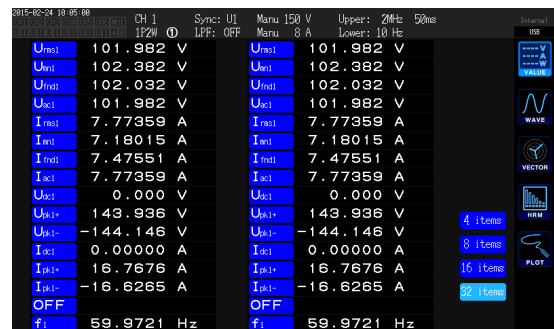 2015-02-24 10:05:00
CH 1 Sync: U1 Manu 150 V Upper: 2MHz 50ms Internal
1P2W ① LPF: OFF Manu 8 A Lower: 10 Hz USB
Urms1 101.982 V Urms1 101.982 V
Umn1 102.382 V Umn1 102.382 V
Ufnd1 102.032 V Ufnd1 102.032 V
Uac1 101.982 V Uac1 101.982 V
Irms1 7.77359 A Irms1 7.77359 A
Imn1 7.18015 A Imn1 7.18015 A
Ifnd1 7.47551 A Ifnd1 7.47551 A
Iac1 7.77359 A Iac1 7.77359 A
Udc1 0.000 V Udc1 0.000 V
Upk1+ 143.936 V Upk1+ 143.936 V
Upk1- -144.146 V Upk1- -144.146 V
Idc1 0.00000 A Idc1 0.00000 A
Ipk1+ 16.7676 A Ipk1+ 16.7676 A
Ipk1- -16.6265 A Ipk1- -16.6265 A
OFF OFF
f1 59.9721 Hz f1 59.9721 Hz
4 items
8 items
16 items
32 items
V
A
W
VALUE
WAVE
VECTOR
HRM
PLOT